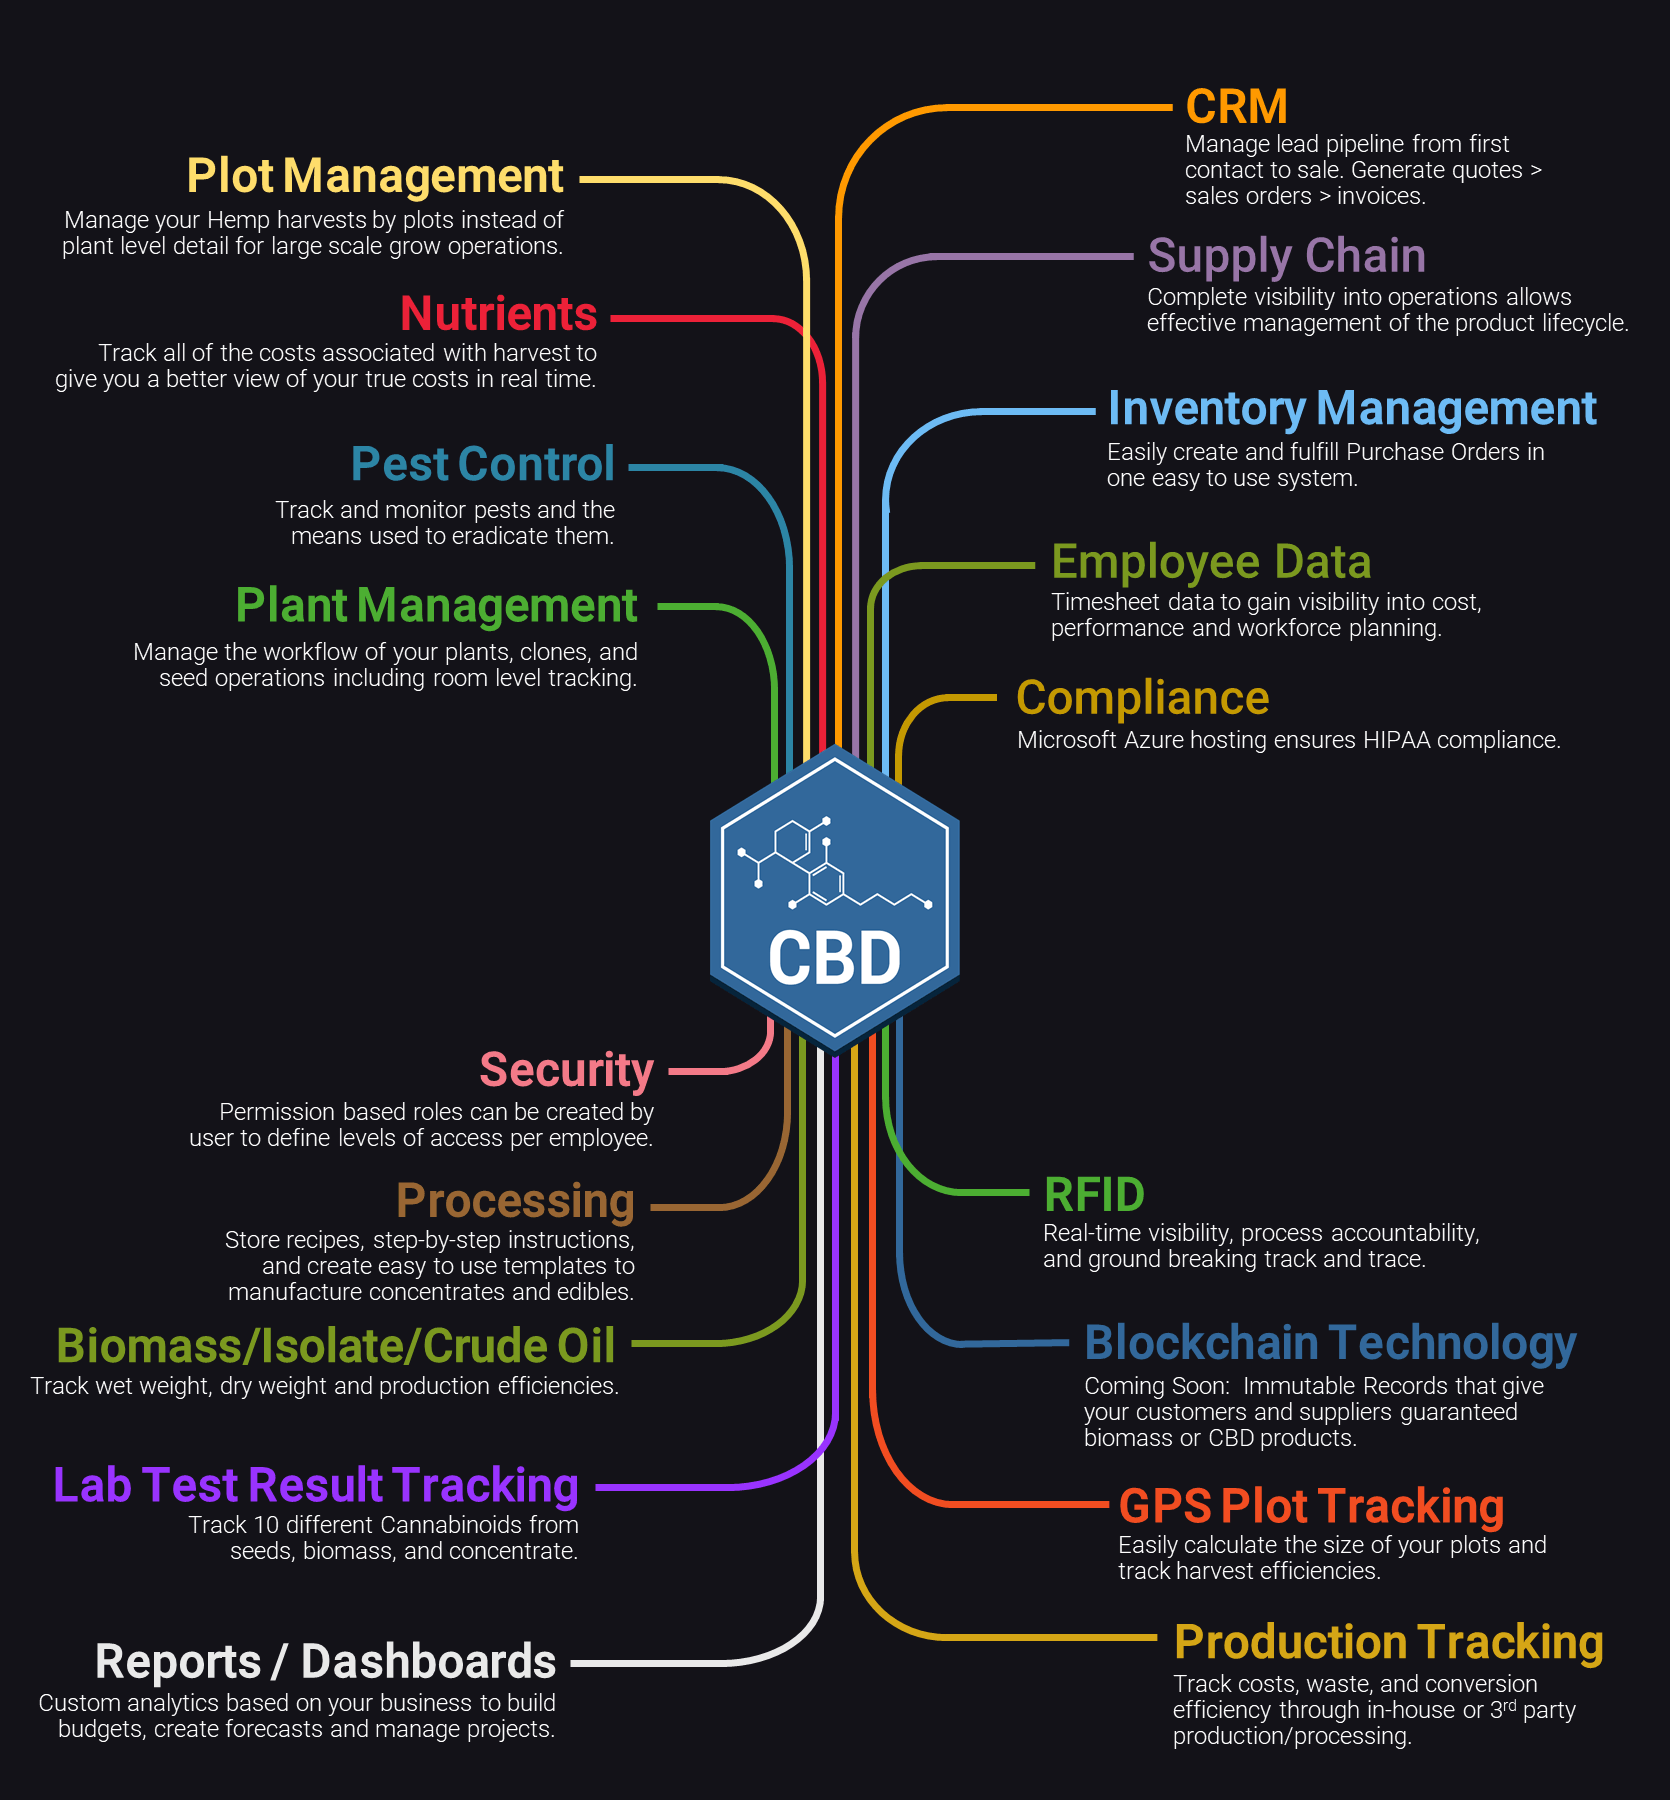 Plot Management
Manage your Hemp harvests by plots instead of
plant level detail for large scale grow operations.
Nutrients
Track all of the costs associated with harvest to
give you a better view of your true costs in real time.
Pest Control
Track and monitor pests and the
means used to eradicate them.
Plant Management
Manage the workflow of your plants, clones, and
seed operations including room level tracking.
CRM
Manage lead pipeline from first
contact to sale. Generate quotes >
sales orders > invoices.
Supply Chain
Complete visibility into operations allows
effective management of the product lifecycle.
Inventory Management
Easily create and fulfill Purchase Orders in
one easy to use system.
Employee Data
Timesheet data to gain visibility into cost,
performance and workforce planning.
Compliance
Microsoft Azure hosting ensures HIPAA compliance.
CBD
Security
Permission based roles can be created by
user to define levels of access per employee.
Processing
Store recipes, step-by-step instructions,
and create easy to use templates to
manufacture concentrates and edibles.
Biomass/Isolate/Crude Oil
Track wet weight, dry weight and production efficiencies.
Lab Test Result Tracking
Track 10 different Cannabinoids from
seeds, biomass, and concentrate.
Reports / Dashboards
Custom analytics based on your business to build
budgets, create forecasts and manage projects.
RFID
Real-time visibility, process accountability,
and ground breaking track and trace.
Blockchain Technology
Coming Soon:  Immutable Records that give
your customers and suppliers guaranteed
biomass or CBD products.
GPS Plot Tracking
Easily calculate the size of your plots and
track harvest efficiencies.
Production Tracking
Track costs, waste, and conversion
efficiency through in-house or 3rd party
production/processing.